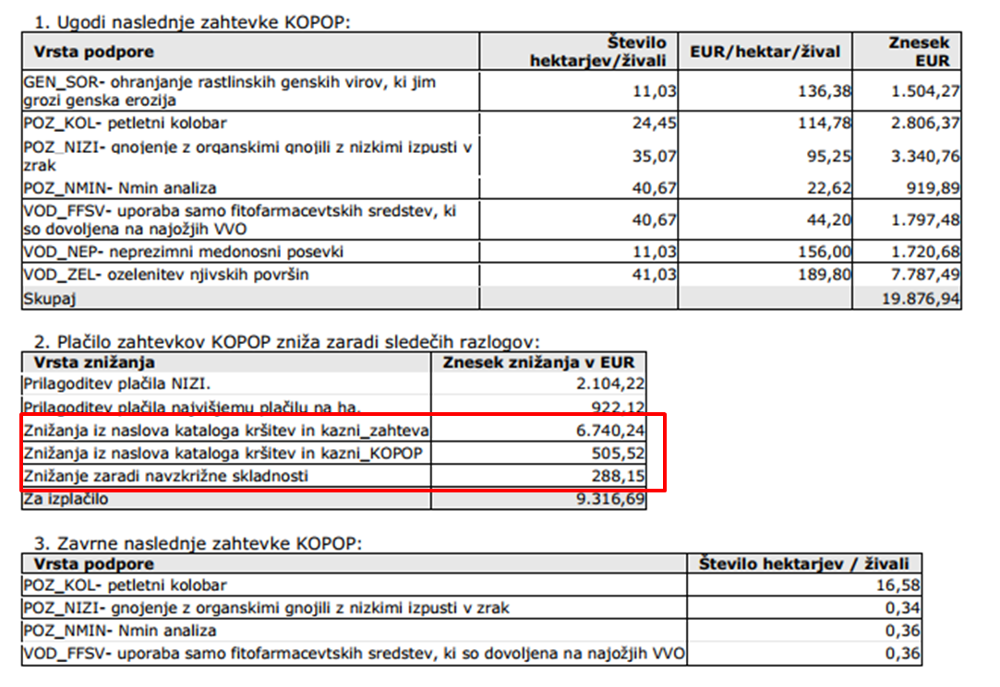 1. Ugodi naslednje zahtevke KOPOP:
Vrsta podpore Število hektarjev/živali EUR/hektar/žival Znesek EUR
GEN_SOR- ohranjanje rastlinskih genskih virov, ki jim
grozi genska erozija 11,03 136,38 1.504,27
POZ_KOL- petletni kolobar 24,45 114,78 2.806,37
POZ_NIZI- gnojenje z organskimi gnojili z nizkimi izpusti v
zrak 35,07 95,25 3.340,76
POZ_NMIN- Nmin analiza 40,67 22,62 919,89
VOD_FFSV- uporaba samo fitofarmacevtskih sredstev, ki
so dovoljena na najožjih VVO 40,67 44,20 1.797,48
VOD_NEP- neprezimni medonosni posevki 11,03 156,00 1.720,68
VOD_ZEL- ozelenitev njivskih površin 41,03 189,80 7.787,49
Skupaj 19.876,94
2. Plačilo zahtevkov KOPOP zniža zaradi sledečih razlogov:
Vrsta znižanja Znesek znižanja v EUR
Prilagoditev plačila NIZI. 2.104,22
Prilagoditev plačila najvišjemu plačilu na ha. 922,12
Znižanja iz naslova kataloga kršitev in kazni_zahteva 6.740,24
Znižanja iz naslova kataloga kršitev in kazni_KOPOP 505,52
Znižanje zaradi navzkrižne skladnosti 288,15
Za izplačilo 9.316,69
3. Zavrne naslednje zahtevke KOPOP:
Vrsta podpore Število hektarjev / živali
POZ_KOL- petletni kolobar 16,58
POZ_NIZI- gnojenje z organskimi gnojili z nizkimi izpusti v zrak 0,34
POZ_NMIN- Nmin analiza 0,36
VOD_FFSV- uporaba samo fitofarmacevtskih sredstev, ki so dovoljena na najožjih VVO 0,36